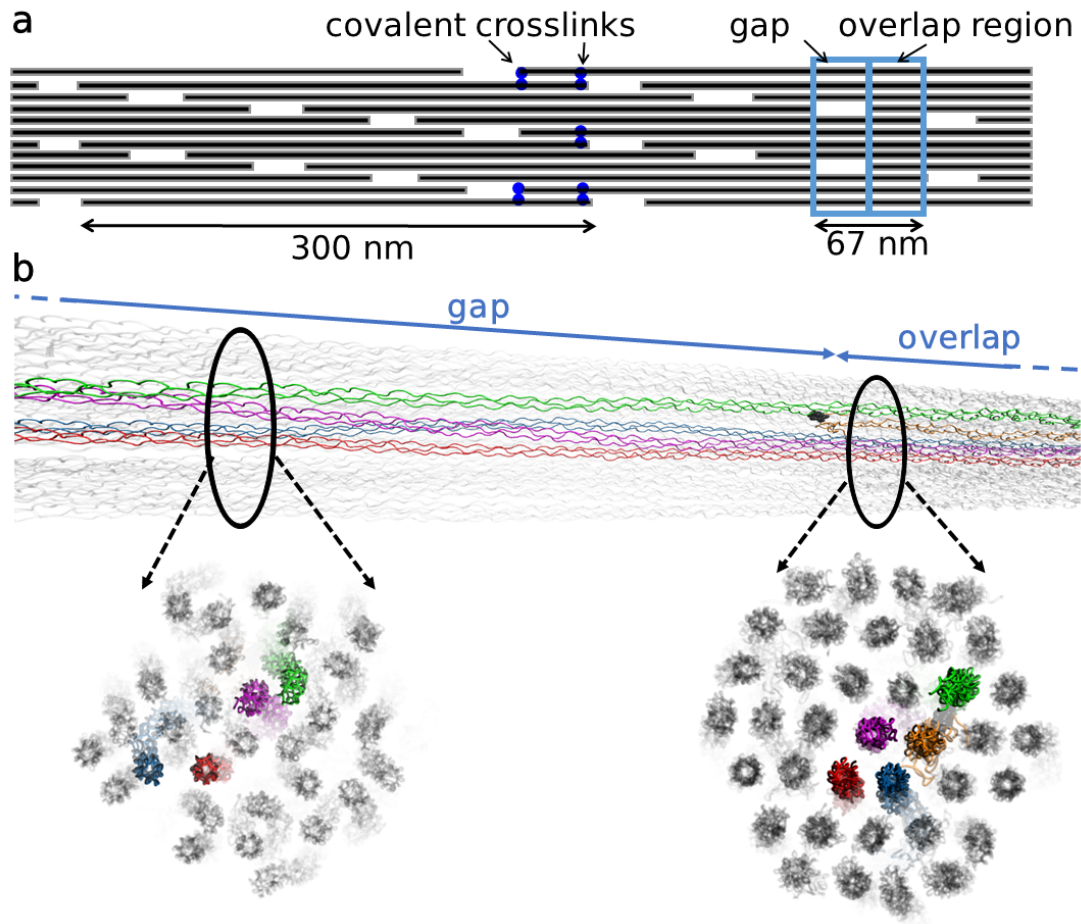 a
covalent crosslinks
gap
overlap region
300 nm
67 nm
b
gap
overlap